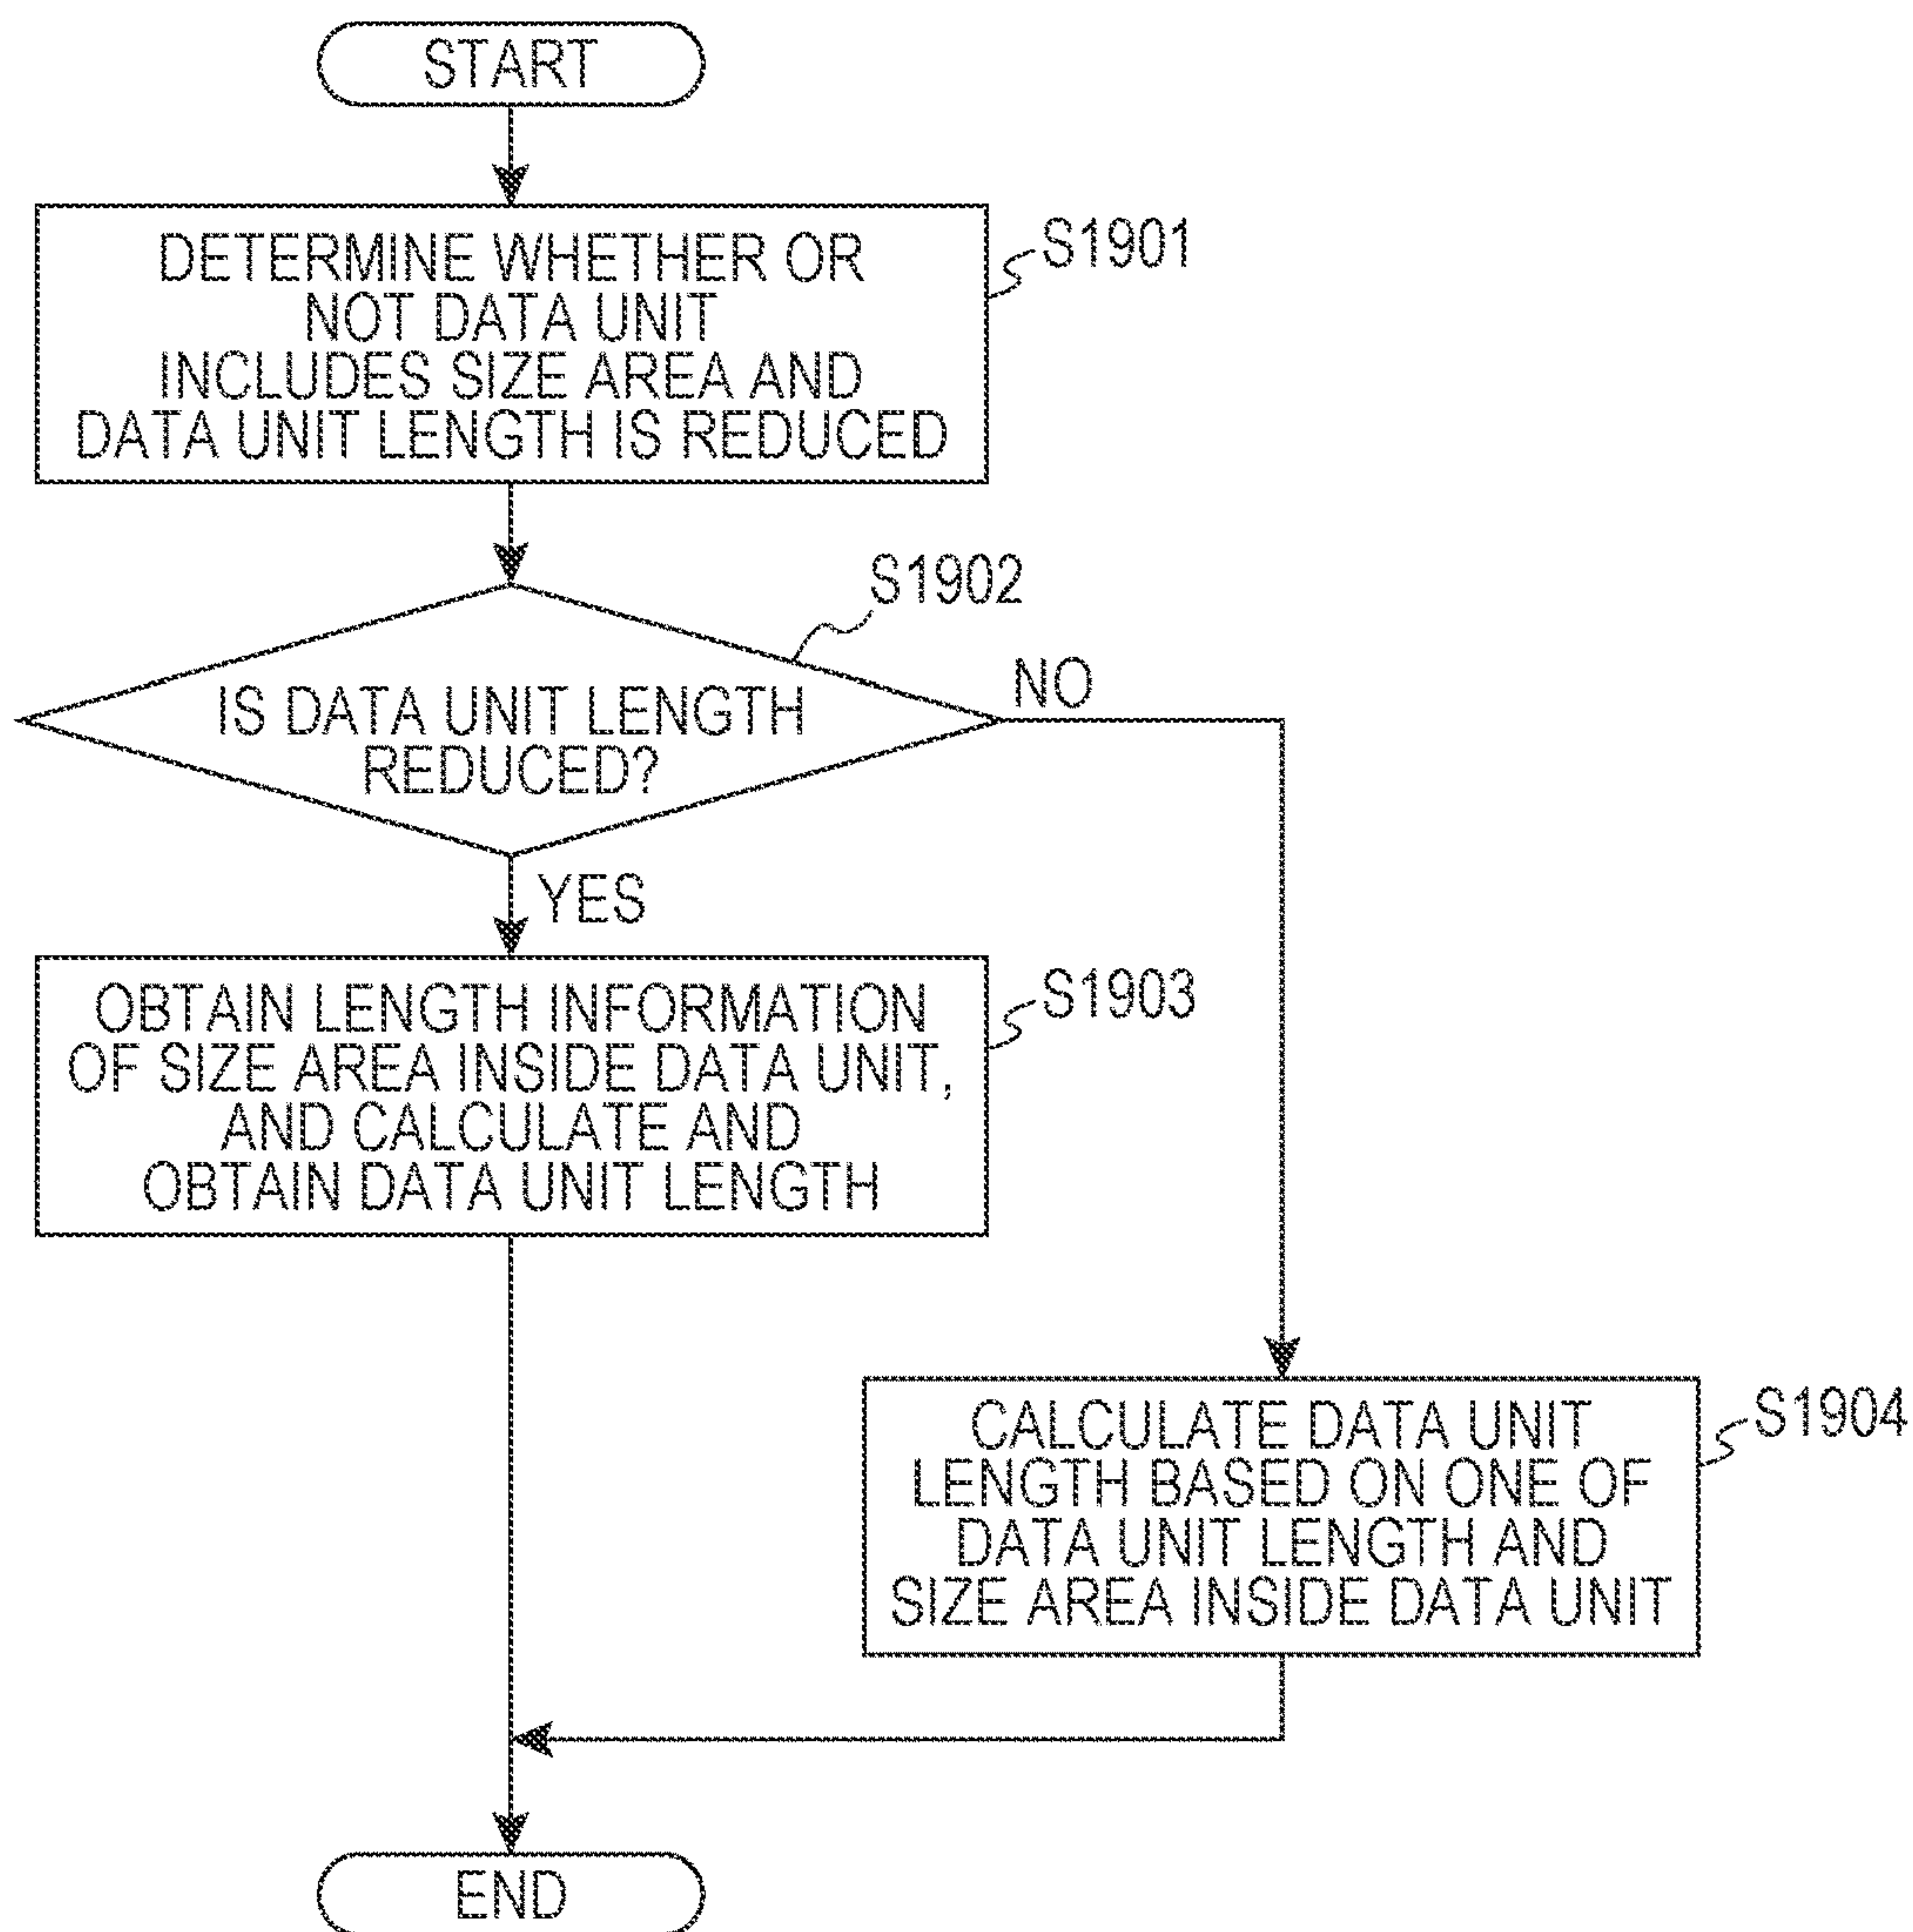 START
DETERMINE WHETHER OR
NOT DATA UNIT
INCLUDES SIZE AREA AND
DATA UNIT LENGTH IS REDUCED
S1901
S1902
IS DATA UNIT LENGTH
REDUCED?
NO
YES
OBTAIN LENGTH INFORMATION
OF SIZE AREA INSIDE DATA UNIT,
AND CALCULATE AND
OBTAIN DATA UNIT LENGTH
S1903
CALCULATE DATA UNIT
LENGTH BASED ON ONE OF
DATA UNIT LENGTH AND
SIZE AREA INSIDE DATA UNIT
S1904
END